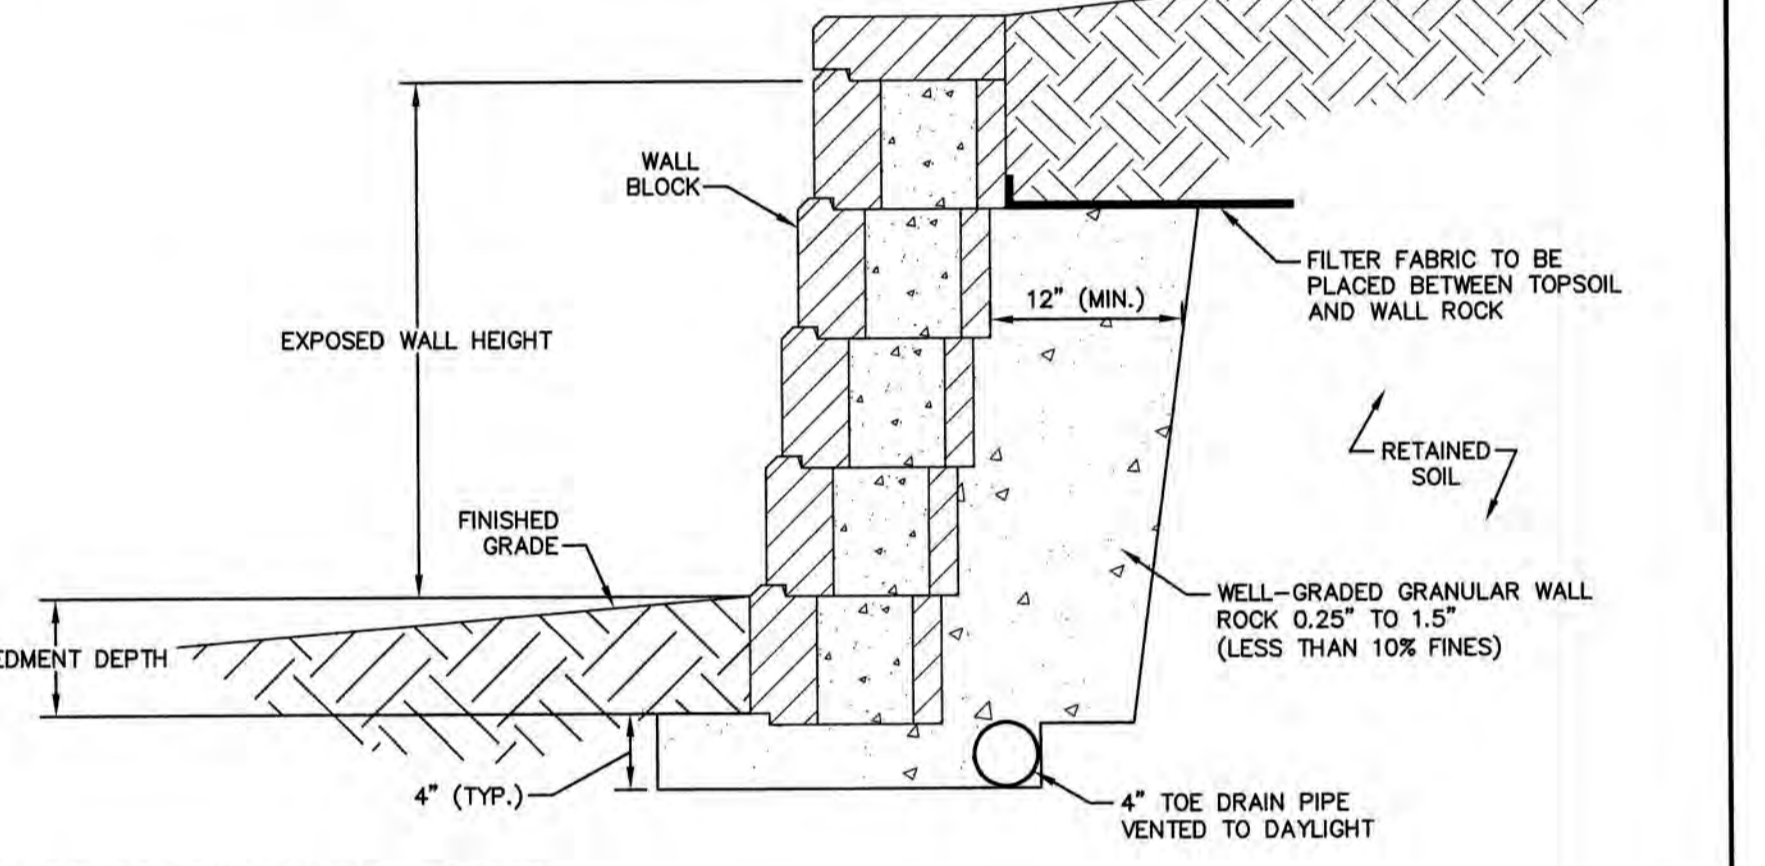 WALL
BLOCK
FILTER FABRIC TO BE
PLACED BETWEEN TOPSOIL
AND WALL ROCK
12" (MIN.)
EXPOSED WALL HEIGHT
RETAINED
SOIL
FINISHED
GRADE
WELL-GRADED GRANULAR WALL
ROCK 0.25" TO 1.5"
(LESS THAN 10% FINES)
EDMENT DEPTH
4" (TYP.)
4" TOE DRAIN PIPE
VENTED TO DAYLIGHT